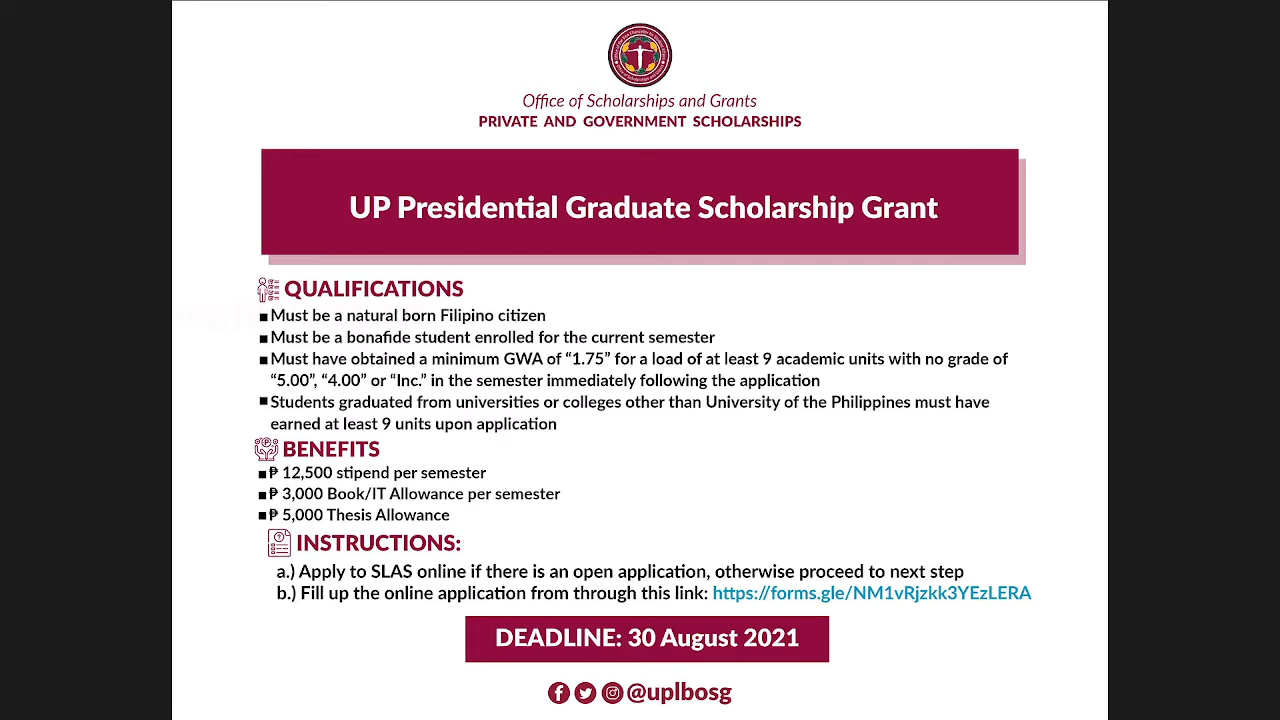 Office of Scholarships and Grants
PRIVATE AND GOVERNMENT SCHOLARSHIPS
UP Presidential Graduate Scholarship Grant
QUALIFICATIONS
■ Must be a natural born Filipino citizen
■ Must be a bonafide student enrolled for the current semester
■ Must have obtained a minimum GWA of “1.75” for a load of at least 9 academic units with no grade of
“5.00”, “4.00” or “Inc.” in the semester immediately following the application
■ Students graduated from universities or colleges other than University of the Philippines must have
earned at least 9 units upon application
BENEFITS
■ ₱ 12,500 stipend per semester
■ ₱ 3,000 Book/IT Allowance per semester
■ ₱ 5,000 Thesis Allowance
INSTRUCTIONS:
a.) Apply to SLAS online if there is an open application, otherwise proceed to next step
b.) Fill up the online application from through this link: https://forms.gle/NM1vRjzkk3YEzLERA
DEADLINE: 30 August 2021
@uplbosg